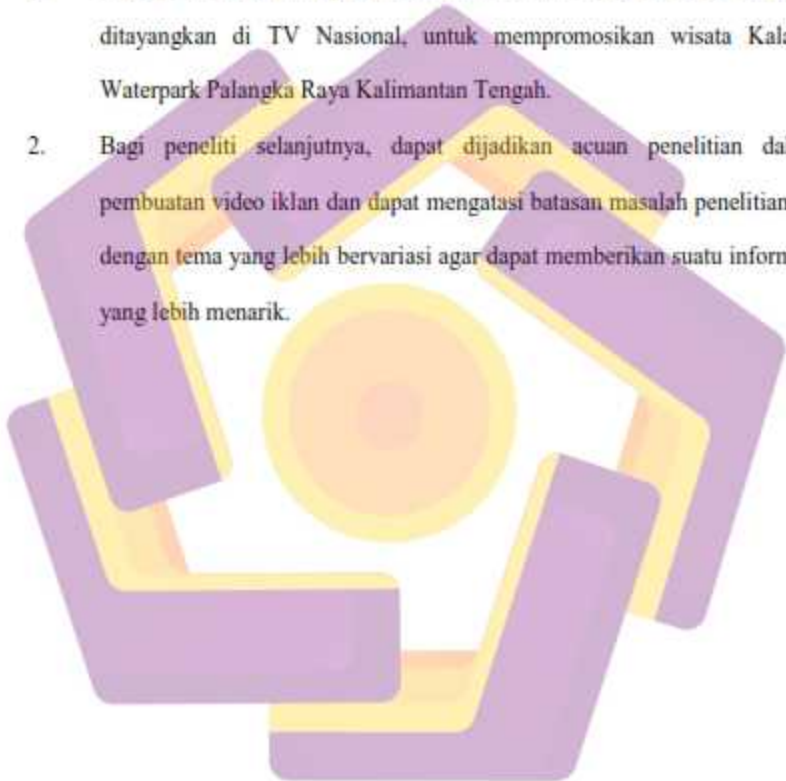 ditayangkan di TV Nasional, untuk mempromosikan wisata
Waterpark Palangka Raya Kalimantan Tengah.
2. Bagi peneliti selanjutnya, dapat dijadikan acuan penelitian
pembuatan video iklan dan dapat mengatasi batasan masalah penelitian
dengan tema yang lebih bervariasi agar dapat memberikan suatu
yang lebih menarik.